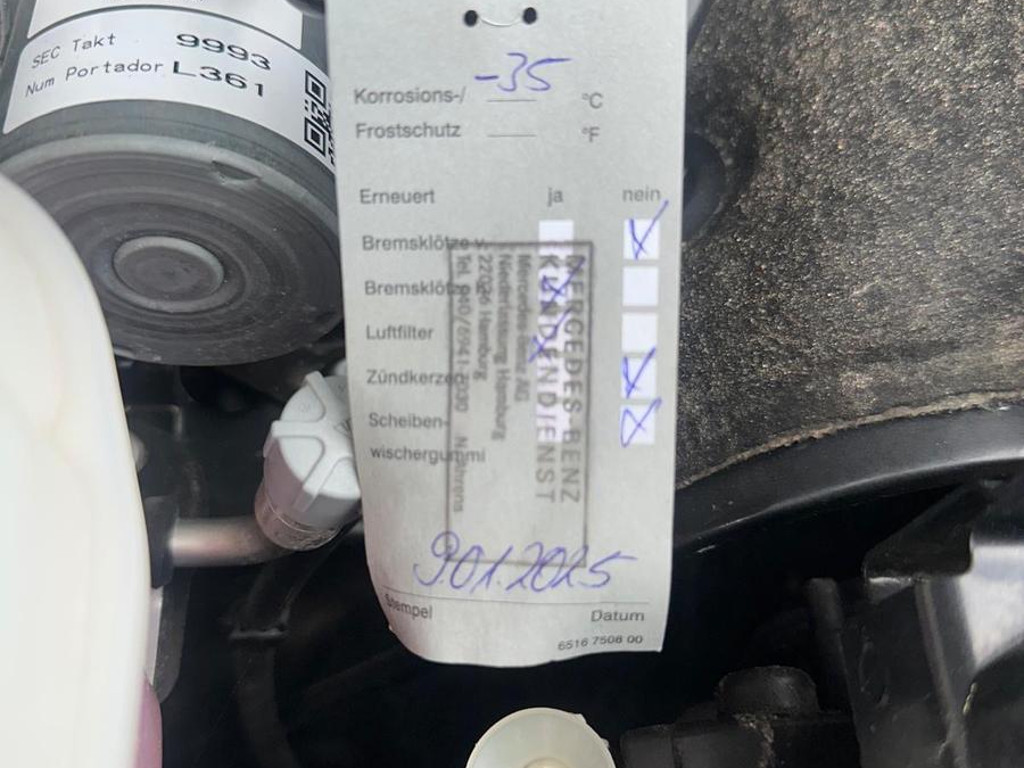 SEC Takt 9993
Num Portador L361
-35
Korrosions-/ °C
Frostschutz °F
Erneuert ja nein
Bremsklötze v.
Bremsklötze
Luftfilter
Zündkerzen
Scheiben-
wischergummi
MERCEDES-BENZ
KUNDENDIENST
Mercedes-Benz AG
Niederlassung Hamburg
Hamburg
Tel.
9.01.2025
Stempel Datum
6516 7508 00